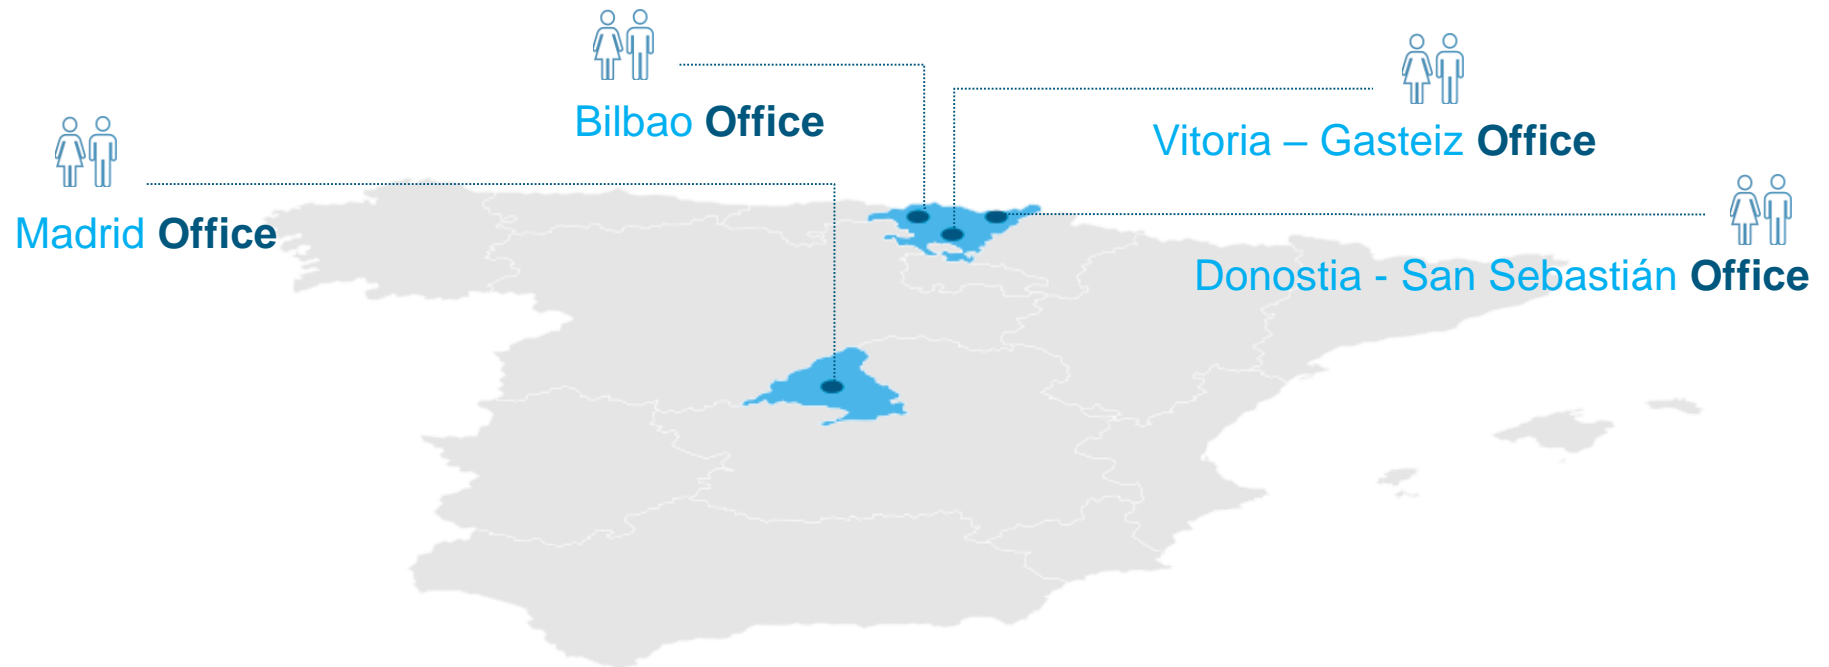 Bilbao Office
Vitoria – Gasteiz Office
Madrid Office
Donostia - San Sebastián Office